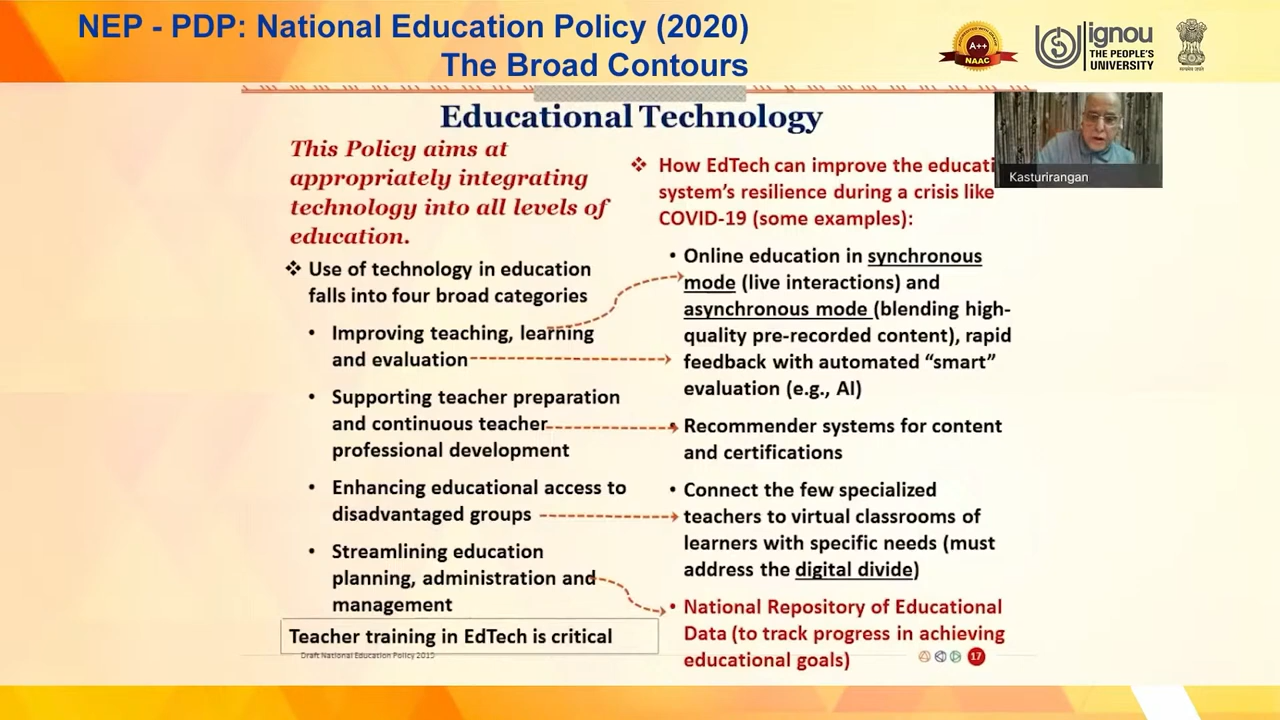 NEP - PDP: National Education Policy (2020)
The Broad Contours
A++
NAAC
ignou
THE PEOPLE'S
UNIVERSITY
Educational Technology
This Policy aims at
appropriately integrating
technology into all levels of
education.
❖ Use of technology in education
falls into four broad categories
• Improving teaching, learning
and evaluation
• Supporting teacher preparation
and continuous teacher
professional development
• Enhancing educational access to
disadvantaged groups
• Streamlining education
planning, administration and
management
Teacher training in EdTech is critical
Draft National Education Policy 2019
❖ How EdTech can improve the educati
system's resilience during a crisis like
COVID-19 (some examples):
• Online education in synchronous
mode (live interactions) and
asynchronous mode (blending high-
quality pre-recorded content), rapid
feedback with automated “smart”
evaluation (e.g., AI)
• Recommender systems for content
and certifications
• Connect the few specialized
teachers to virtual classrooms of
learners with specific needs (must
address the digital divide)
• National Repository of Educational
Data (to track progress in achieving
educational goals)
17
Kasturirangan